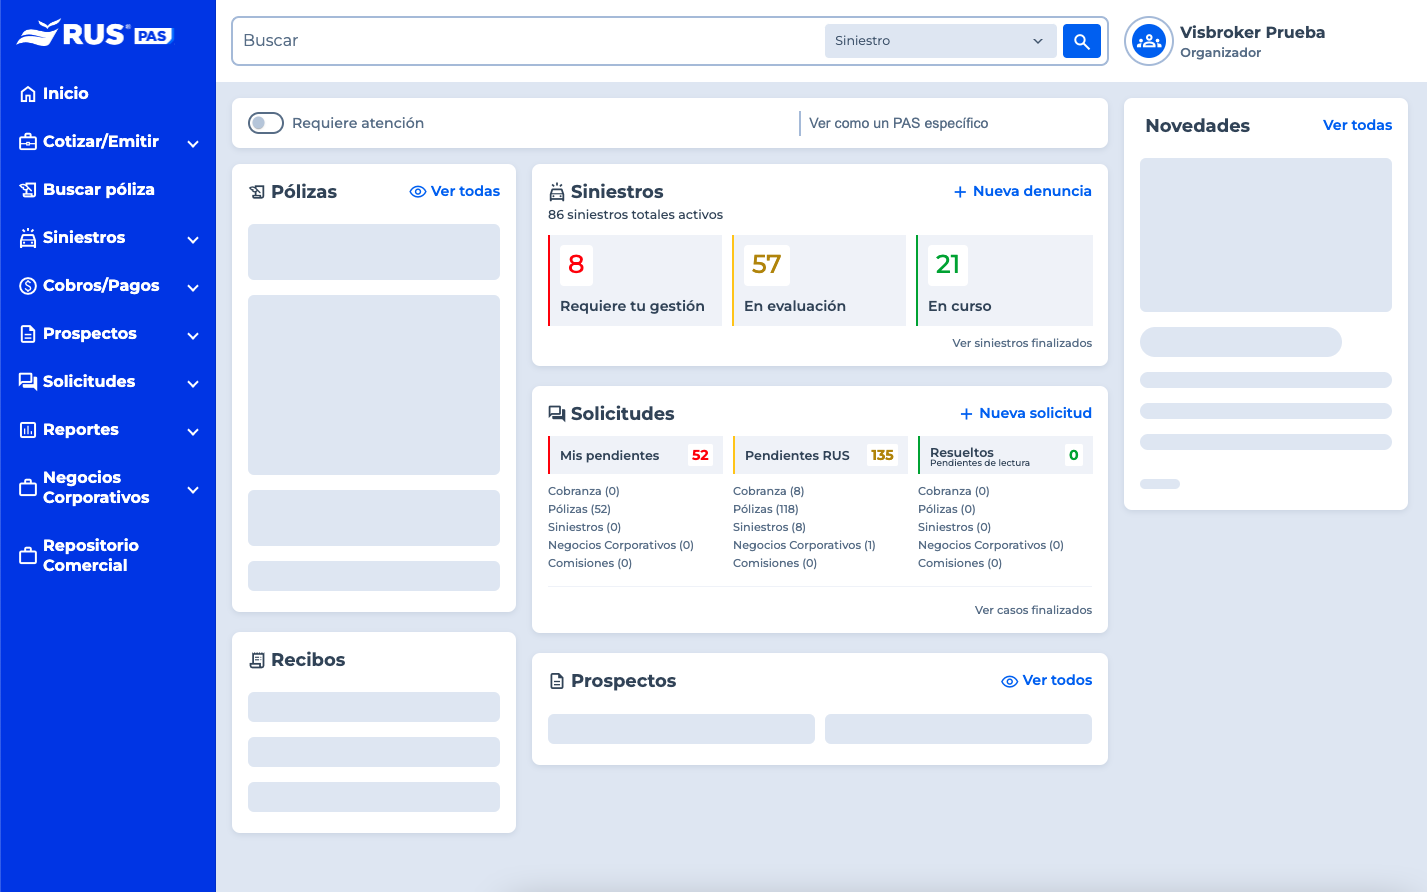 RUS PAS
Inicio
Cotizar/Emitir
Buscar póliza
Siniestros
Cobros/Pagos
Prospectos
Solicitudes
Reportes
Negocios
Corporativos
Repositorio
Comercial
Buscar
Siniestro
Visbroker Prueba
Organizador
Requiere atención
Ver como un PAS específico
Pólizas
Ver todas
Recibos
Siniestros
Nueva denuncia
86 siniestros totales activos
8
Requiere tu gestión
57
En evaluación
21
En curso
Ver siniestros finalizados
Solicitudes
Nueva solicitud
Mis pendientes 52
Cobranza (0)
Pólizas (52)
Siniestros (0)
Negocios Corporativos (0)
Comisiones (0)
Pendientes RUS 135
Cobranza (8)
Pólizas (118)
Siniestros (8)
Negocios Corporativos (1)
Comisiones (0)
Resueltos 0
Pendientes de lectura
Cobranza (0)
Pólizas (0)
Siniestros (0)
Negocios Corporativos (0)
Comisiones (0)
Ver casos finalizados
Prospectos
Ver todos
Novedades
Ver todas